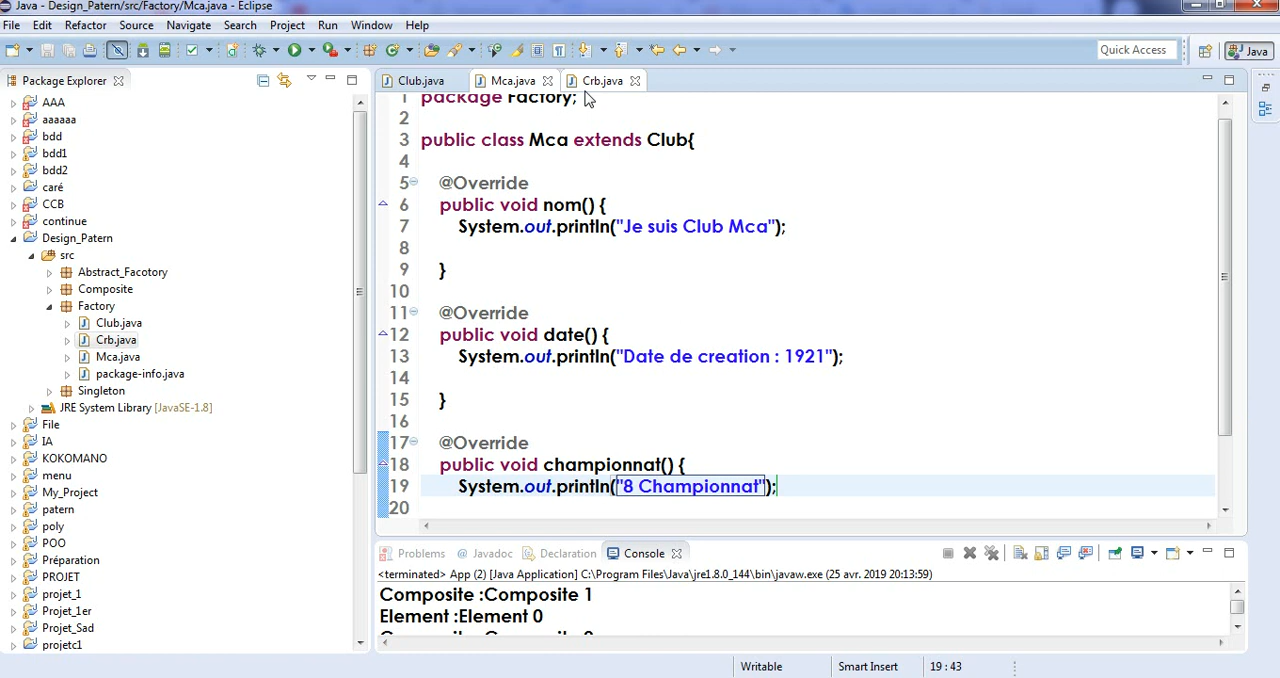 Java - Design_Patern/src/Factory/Mca.java - Eclipse
File Edit Refactor Source Navigate Search Project Run Window Help
Quick Access
Java
Package Explorer
AAA
aaaaaa
bdd
bdd1
bdd2
caré
CCB
continue
Design_Patern
src
Abstract_Facotory
Composite
Factory
Club.java
Crb.java
Mca.java
package-info.java
Singleton
JRE System Library [JavaSE-1.8]
File
IA
KOKOMANO
menu
My_Project
patern
poly
POO
Préparation
PROJET
projet_1
Projet_1er
Projet_Sad
projetc1
Club.java Mca.java Crb.java
1 package Factory;
2
3 public class Mca extends Club{
4
5 @Override
6 public void nom() {
7 System.out.println("Je suis Club Mca");
8
9 }
10
11 @Override
12 public void date() {
13 System.out.println("Date de creation : 1921");
14
15 }
16
17 @Override
18 public void championnat() {
19 System.out.println("8 Championnat");
20
Problems @ Javadoc Declaration Console
<terminated> App (2) [Java Application] C:\Program Files\Java\jre1.8.0_144\bin\javaw.exe (25 avr. 2019 20:13:59)
Composite :Composite 1
Element :Element 0
Writable Smart Insert 19 : 43